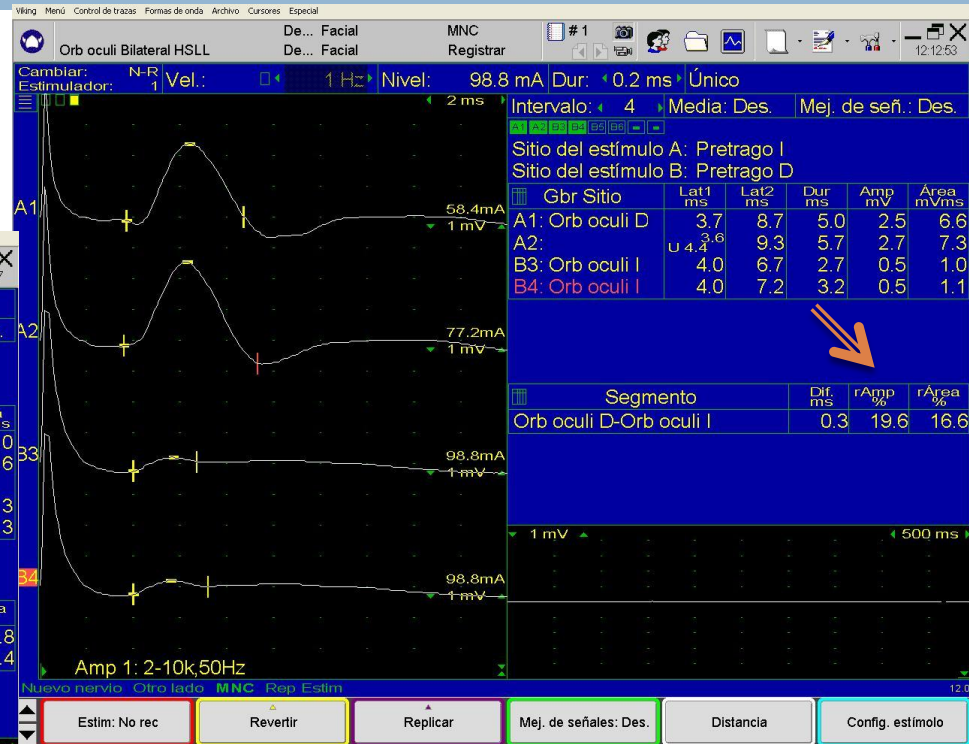 Viking Menú Control de trazas Formas de onda Archivo Cursores Especial
De... Facial MNC #1
Orb oculi Bilateral HSLL De... Facial Registrar 12:12:53
Cambiar: N-R Vel.: 1 Hz Nivel: 98.8 mA Dur: 0.2 ms Único
Estimulador: 1
2 ms Intervalo: 4 Media: Des. Mej. de señ.: Des.
A1 A2 B3 B4 B5 B6
Sitio del estímulo A: Pretrago I
Sitio del estímulo B: Pretrago D
Gbr Sitio Lat1 ms Lat2 ms Dur ms Amp mV Área mVms
A1: Orb oculi D 3.7 8.7 5.0 2.5 6.6
A2: U 4.4 3.6 9.3 5.7 2.7 7.3
B3: Orb oculi I 4.0 6.7 2.7 0.5 1.0
B4: Orb oculi I 4.0 7.2 3.2 0.5 1.1
Segmento Dif. ms rAmp % rÁrea %
Orb oculi D-Orb oculi I 0.3 19.6 16.6
1 mV 500 ms
A1 58.4mA
1 mV
A2 77.2mA
1 mV
B3 98.8mA
1 mV
B4 98.8mA
1 mV
Amp 1: 2-10k,50Hz
Nuevo nervio Otro lado MNC Rep Estim 12.0
Estim: No rec Revertir Replicar Mej. de señales: Des. Distancia Config. estímolo